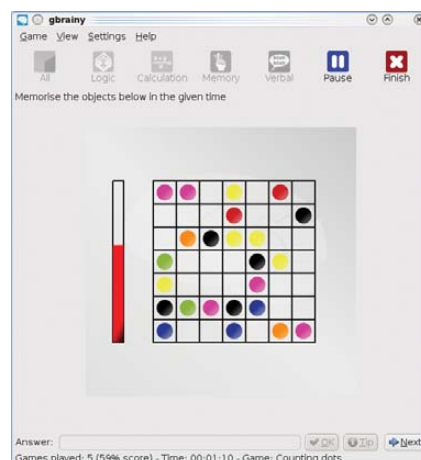 gbrainy
Game View Settings Help
All Logic Calculation Memory Verbal Pause Finish
Memorise the objects below in the given time
Answer: OK Tip Next
Games played: 5 (59% score) - Time: 00:01:10 - Game: Counting dots